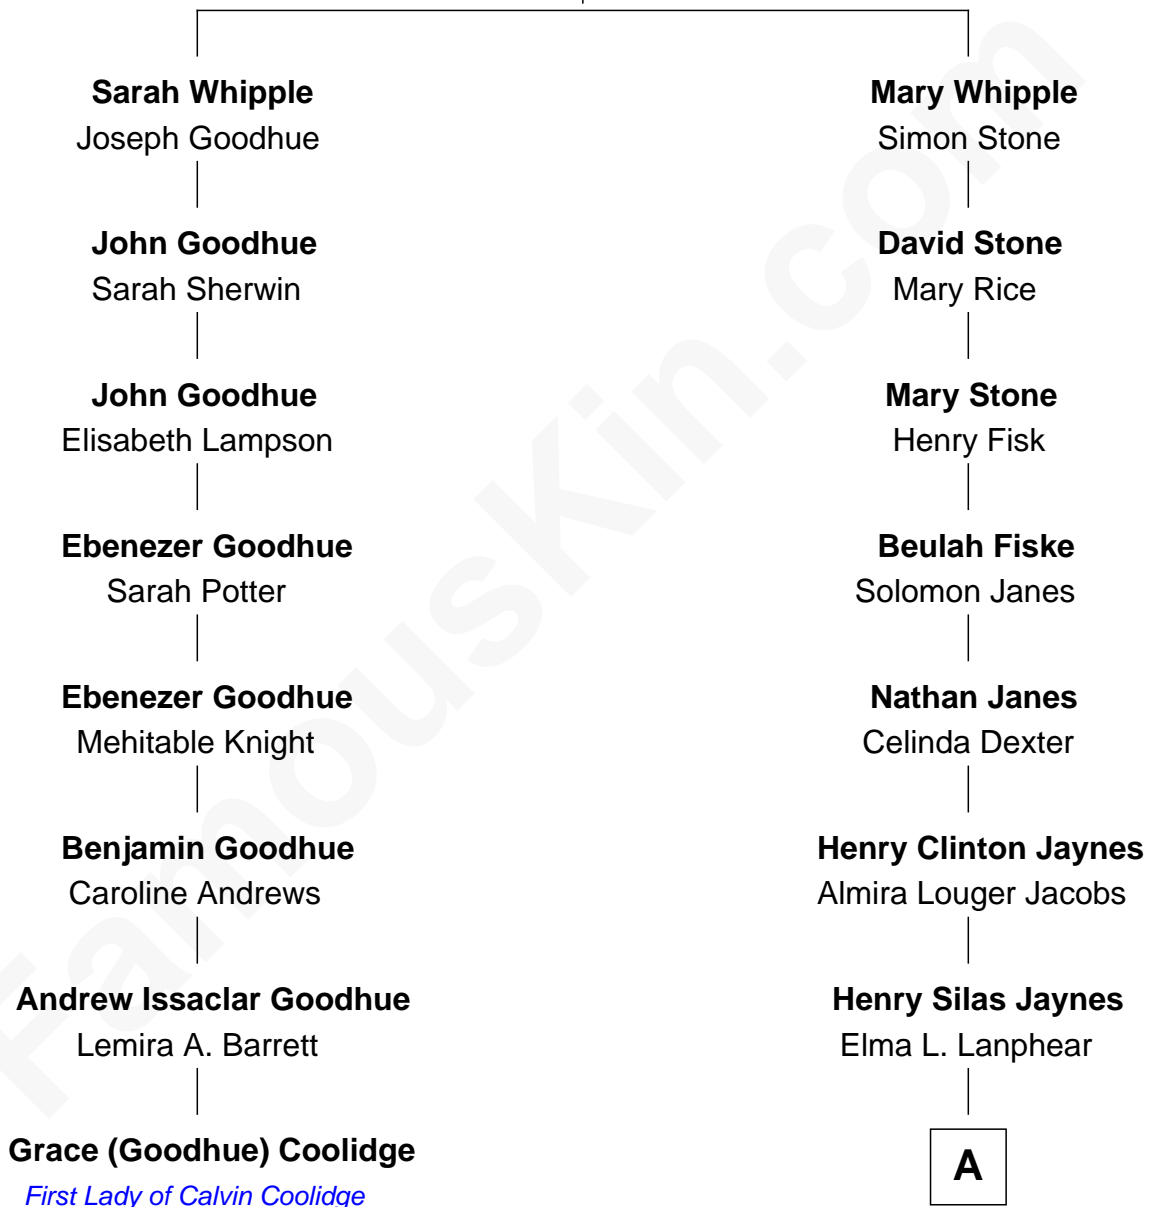 Sarah Whipple
Joseph Goodhue
Mary Whipple
Simon Stone
John Goodhue
Sarah Sherwin
David Stone
Mary Rice
John Goodhue
Elisabeth Lampson
Mary Stone
Henry Fisk
Ebenezer Goodhue
Sarah Potter
Beulah Fiske
Solomon Janes
Ebenezer Goodhue
Mehitable Knight
Nathan Janes
Celinda Dexter
Benjamin Goodhue
Caroline Andrews
Henry Clinton Jaynes
Almira Louger Jacobs
Andrew Issaclar Goodhue
Lemira A. Barrett
Henry Silas Jaynes
Elma L. Lanphear
Grace (Goodhue) Coolidge
First Lady of Calvin Coolidge
A
FamousKin.com